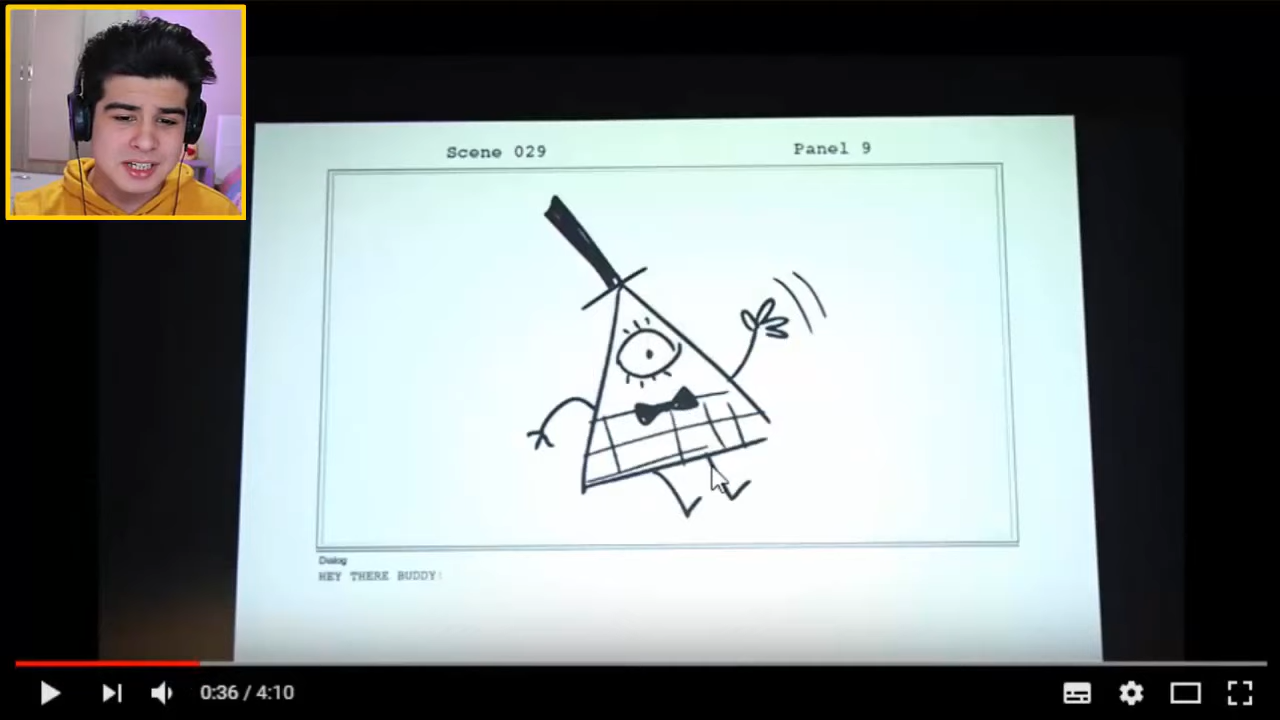 Scene 029
Panel 9
Dialog
HEY THERE BUDDY!
0:36 / 4:10